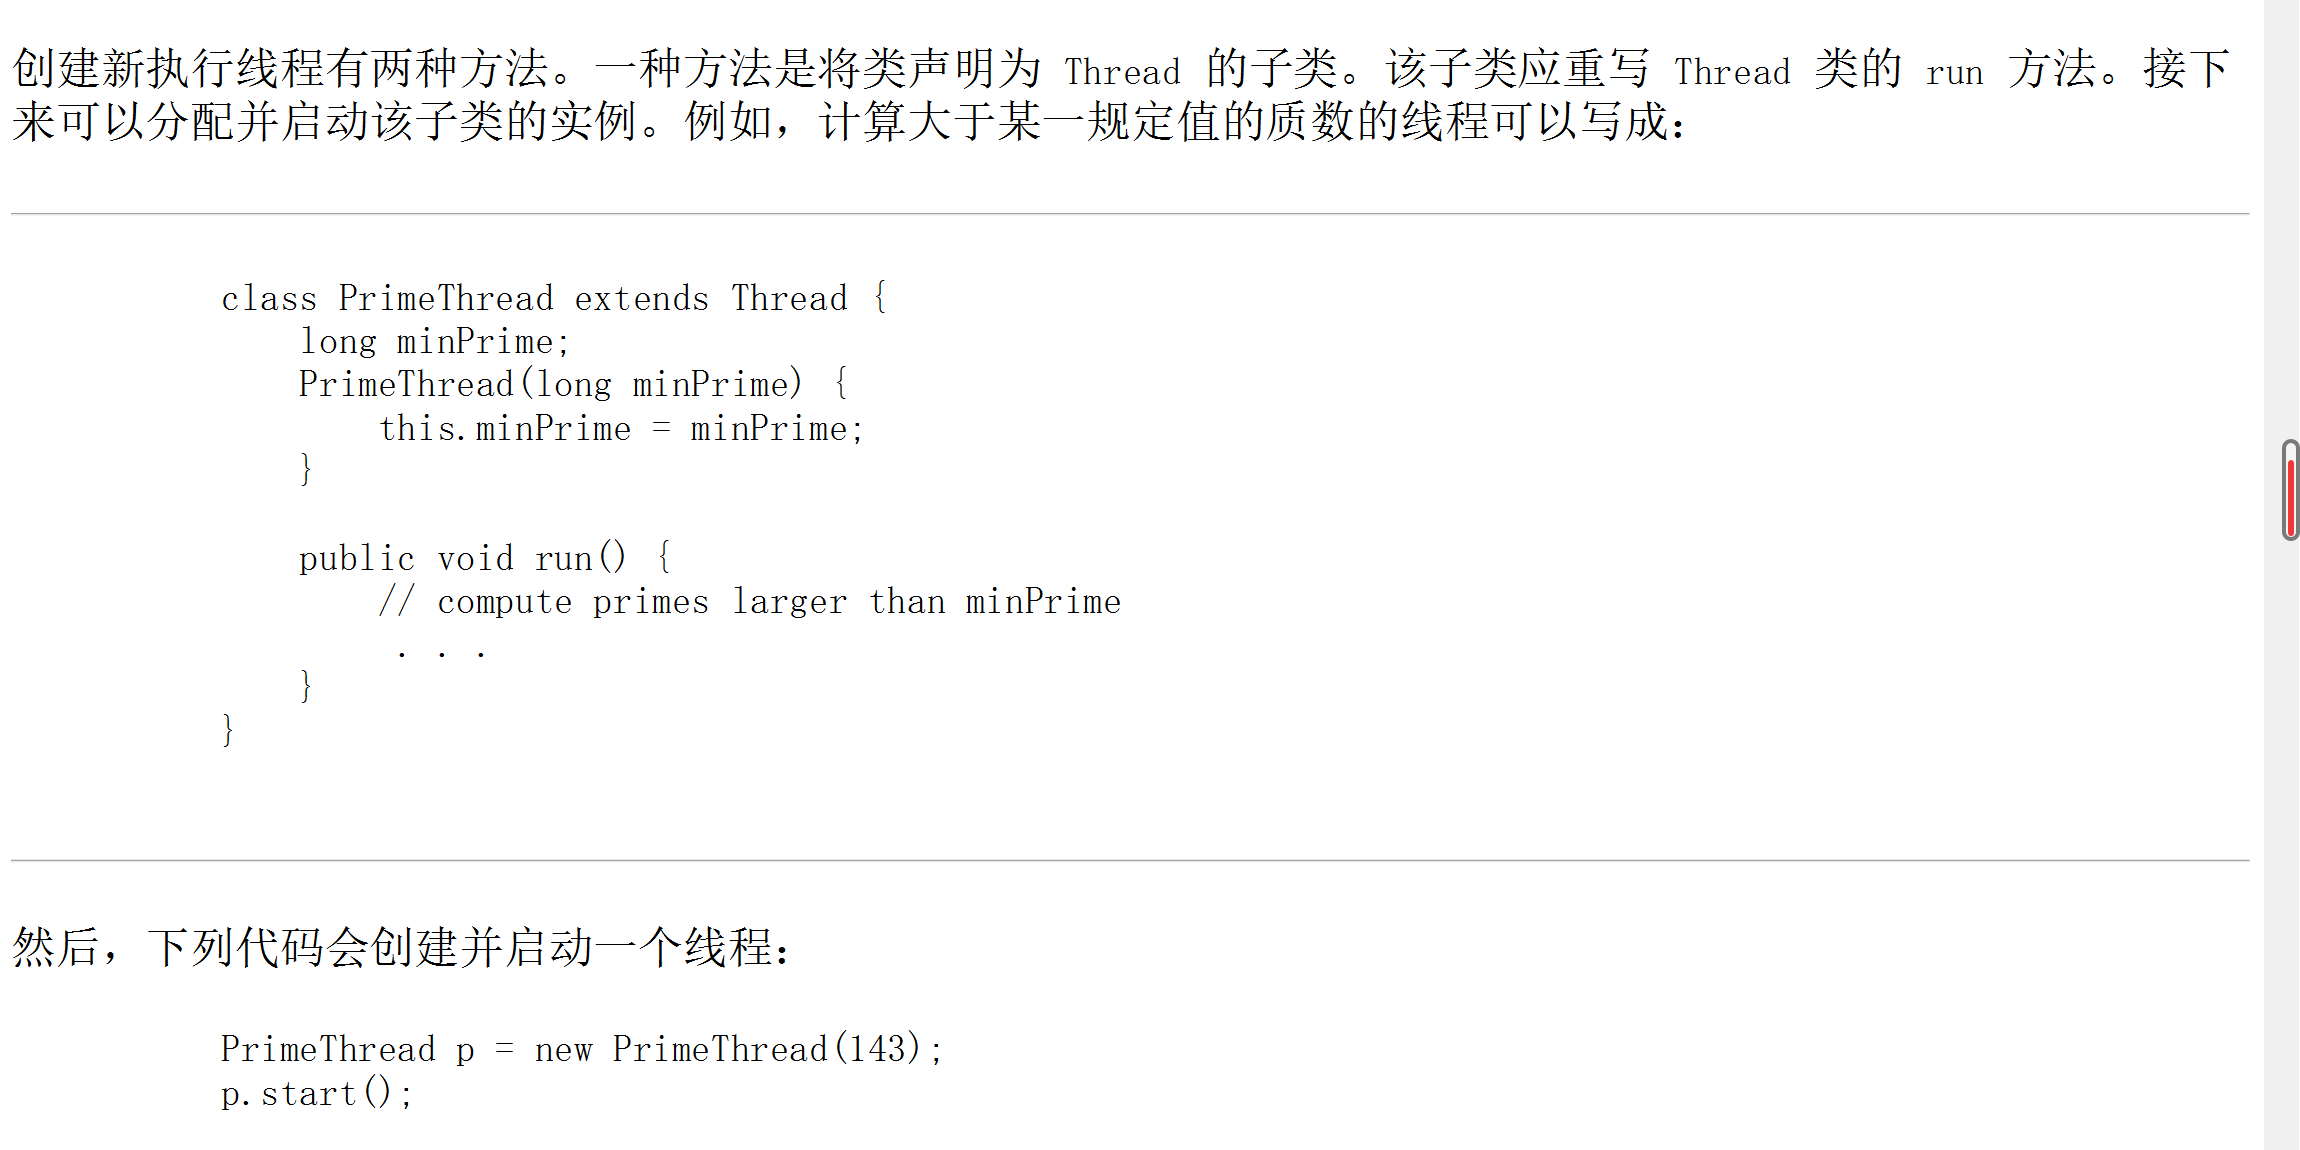 创建新执行线程有两种方法。一种方法是将类声明为 Thread 的子类。该子类应重写 Thread 类的 run 方法。接下
来可以分配并启动该子类的实例。例如，计算大于某一规定值的质数的线程可以写成：
class PrimeThread extends Thread {
long minPrime;
PrimeThread(long minPrime) {
this.minPrime = minPrime;
}
public void run() {
// compute primes larger than minPrime
. . .
}
}
然后，下列代码会创建并启动一个线程：
PrimeThread p = new PrimeThread(143);
p.start();